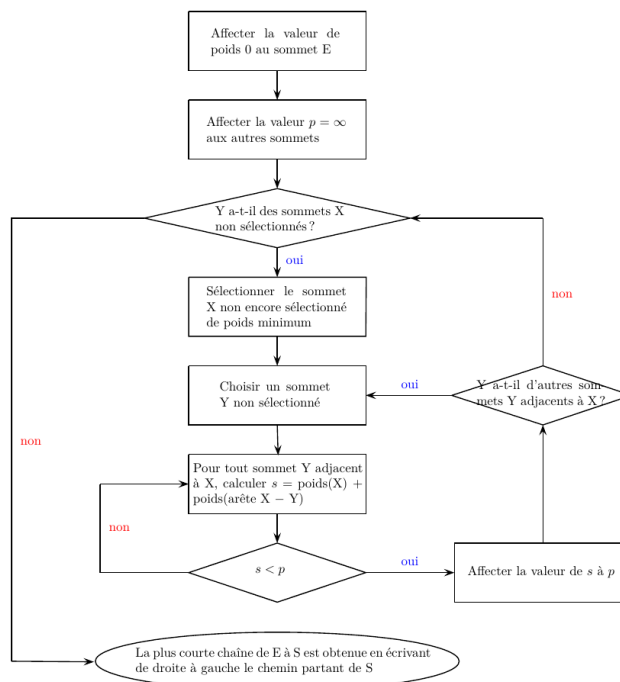 Affecter la valeur de
poids 0 au sommet E
Affecter la valeur p = ∞
aux autres sommets
Y a-t-il des sommets X
non sélectionnés ?
oui
Sélectionner le sommet
X non encore sélectionné
de poids minimum
non
Choisir un sommet
Y non sélectionné
oui
Y a-t-il d'autres som-
mets Y adjacents à X ?
non
Pour tout sommet Y adjacent
à X, calculer s = poids(X) +
poids(arête X − Y)
non
s < p
oui
Affecter la valeur de s à p
La plus courte chaîne de E à S est obtenue en écrivant
de droite à gauche le chemin partant de S